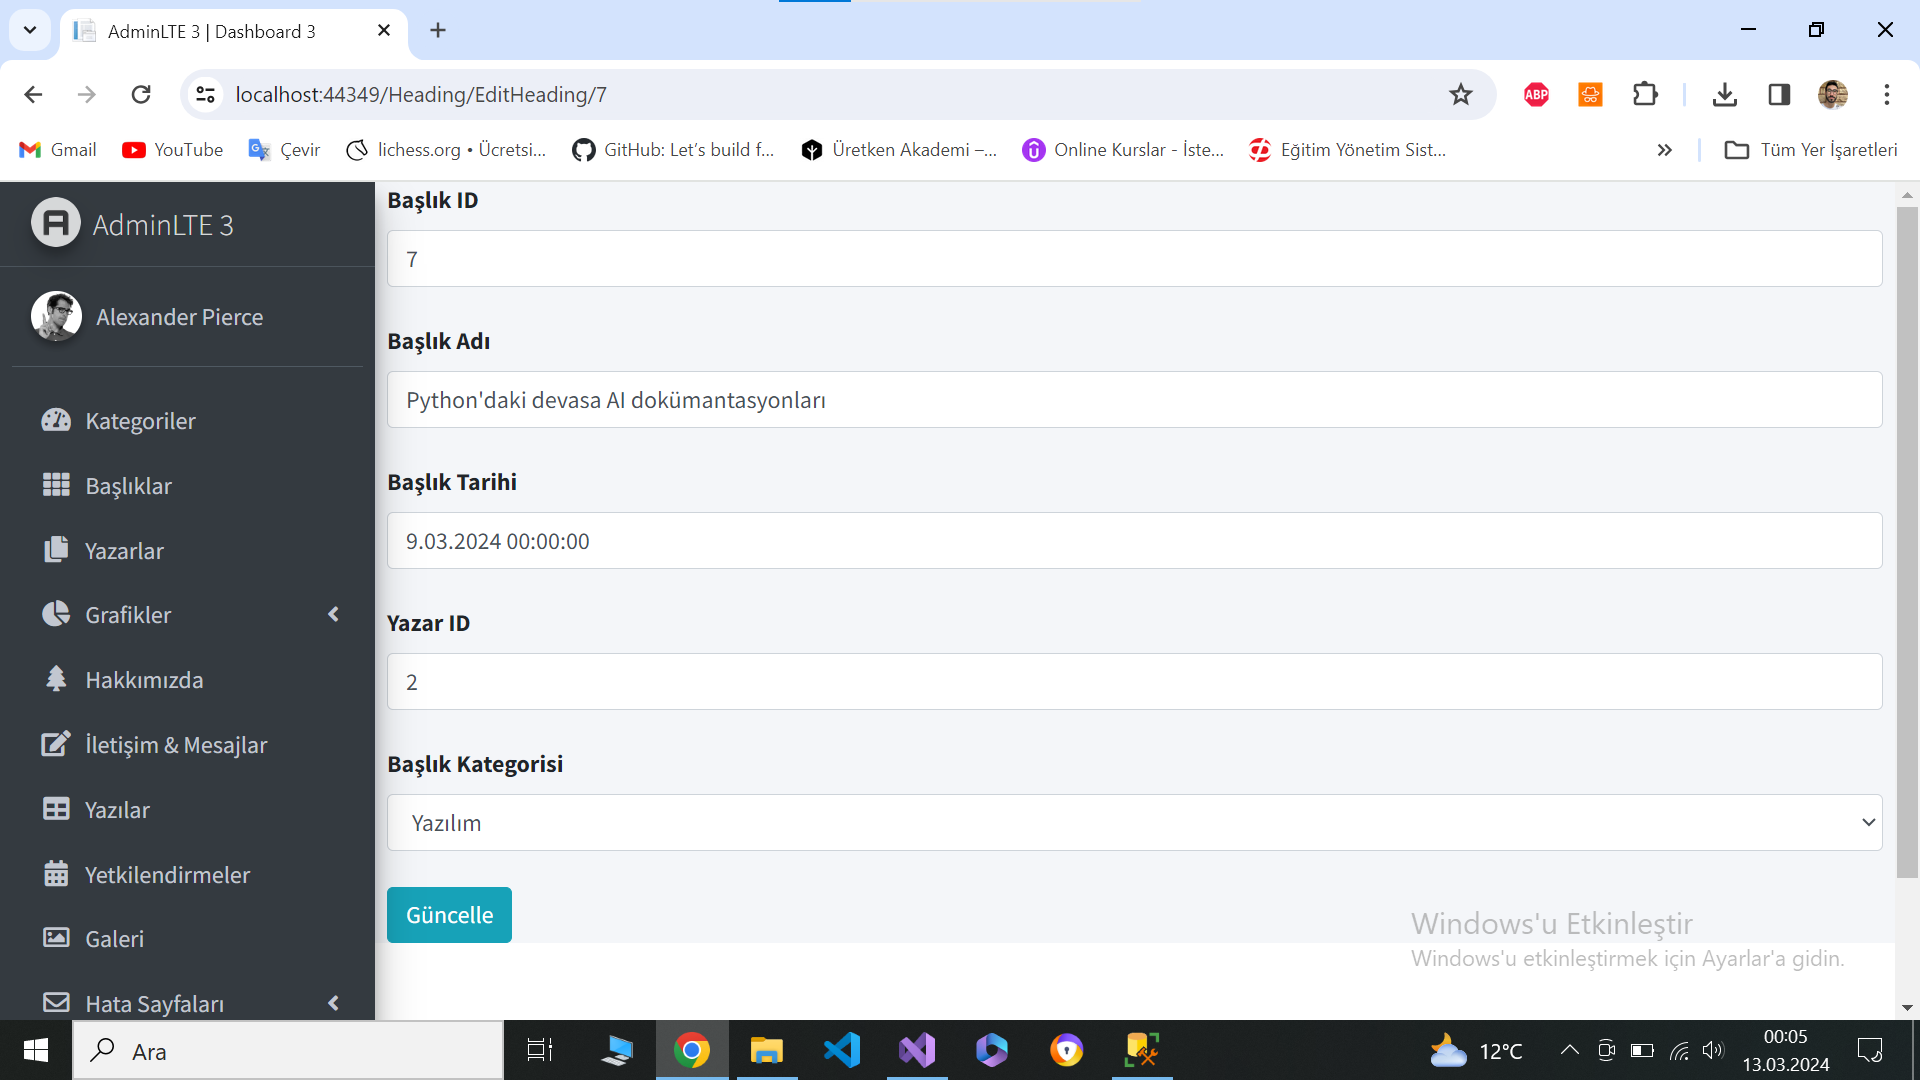 AdminLTE 3 | Dashboard 3
localhost:44349/Heading/EditHeading/7
ABP
Gmail
YouTube
Çevir
lichess.org • Ücretsi...
GitHub: Let’s build f...
Üretken Akademi –...
Online Kurslar - İste...
Eğitim Yönetim Sist...
Tüm Yer İşaretleri
AdminLTE 3
Alexander Pierce
Kategoriler
Başlıklar
Yazarlar
Grafikler
Hakkımızda
İletişim & Mesajlar
Yazılar
Yetkilendirmeler
Galeri
Hata Sayfaları
Başlık ID
7
Başlık Adı
Python'daki devasa AI dokümantasyonları
Başlık Tarihi
9.03.2024 00:00:00
Yazar ID
2
Başlık Kategorisi
Yazılım
Güncelle
Windows'u Etkinleştir
Windows'u etkinleştirmek için Ayarlar'a gidin.
Ara
12°C
00:05
13.03.2024